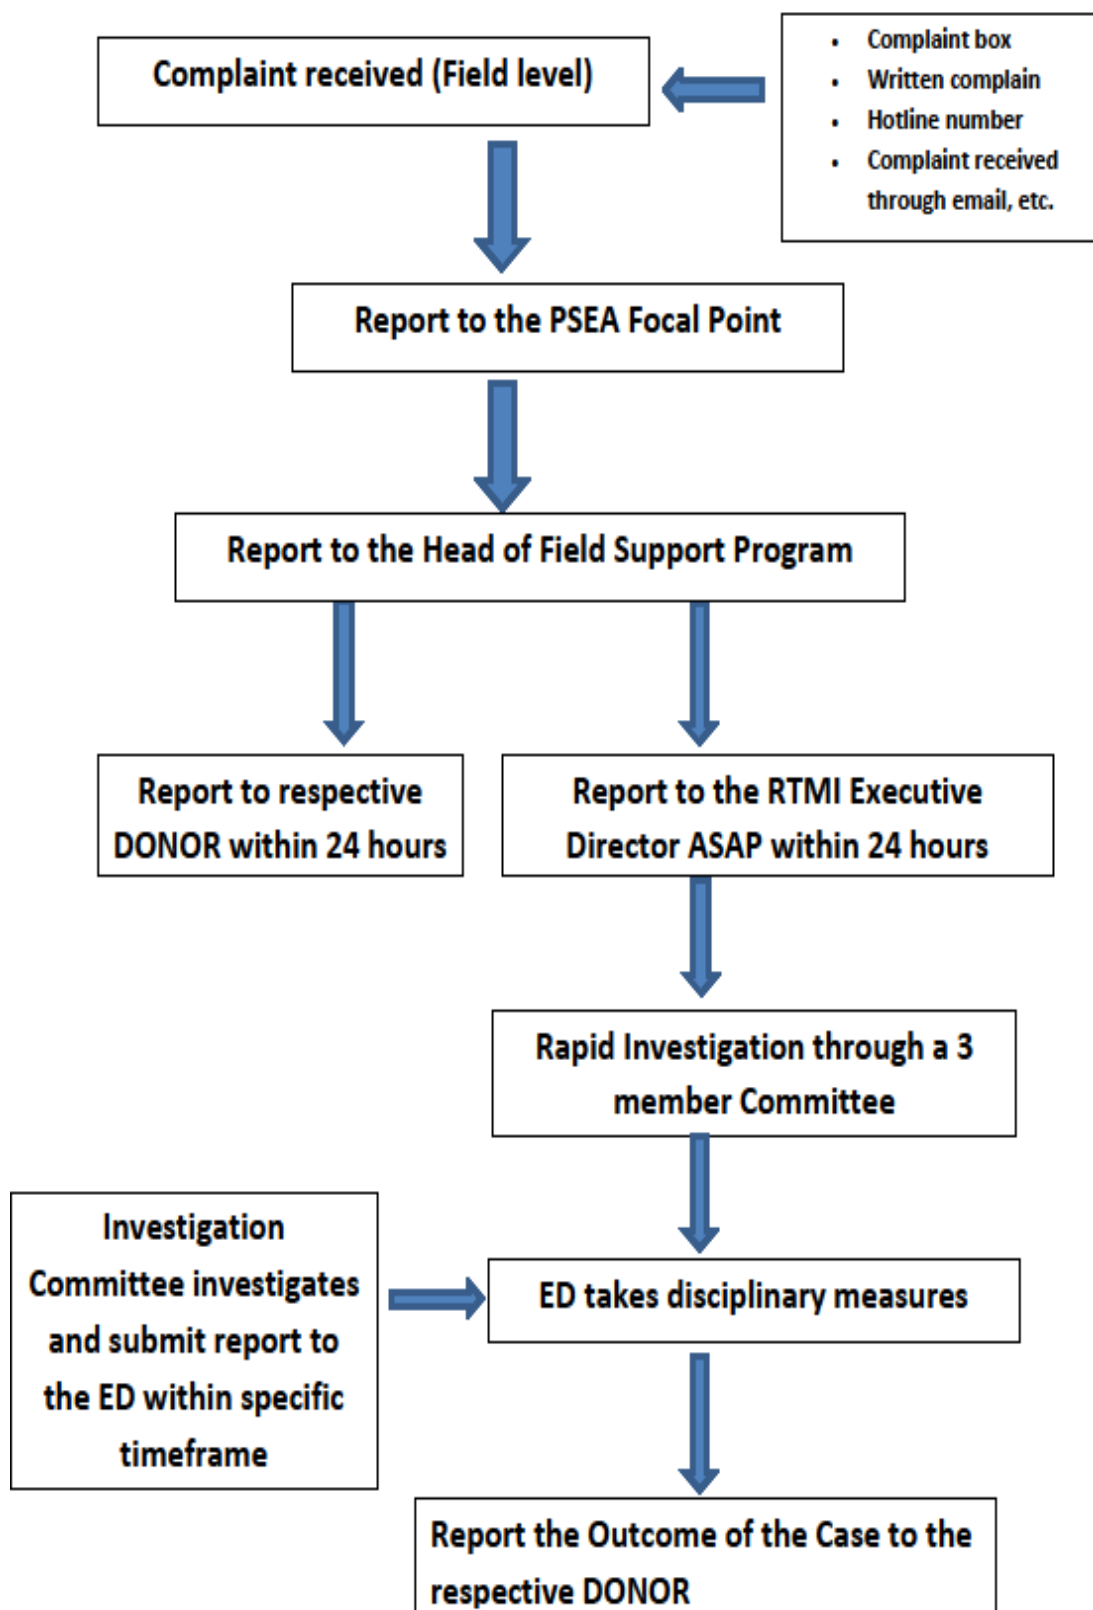 Complaint received (Field level)
• Complaint box
• Written complain
• Hotline number
• Complaint received
through email, etc.
Report to the PSEA Focal Point
Report to the Head of Field Support Program
Report to respective
DONOR within 24 hours
Report to the RTMI Executive
Director ASAP within 24 hours
Rapid Investigation through a 3
member Committee
Investigation
Committee investigates
and submit report to
the ED within specific
timeframe
ED takes disciplinary measures
Report the Outcome of the Case to the
respective DONOR